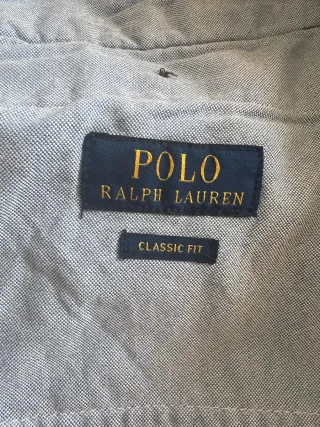 POLO
RALPH LAUREN
CLASSIC FIT